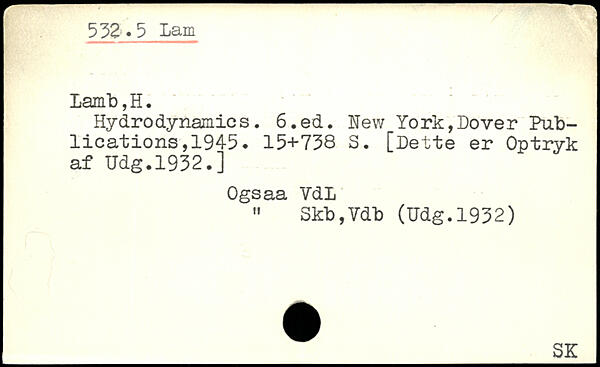 532.5 Lam
Lamb,H.
Hydrodynamics. 6.ed. New York,Dover Pub-
lications,1945. 15+738 S. [Dette er Optryk
af Udg.1932.]
Ogsaa VdL
" Skb,Vdb (Udg.1932)
SK